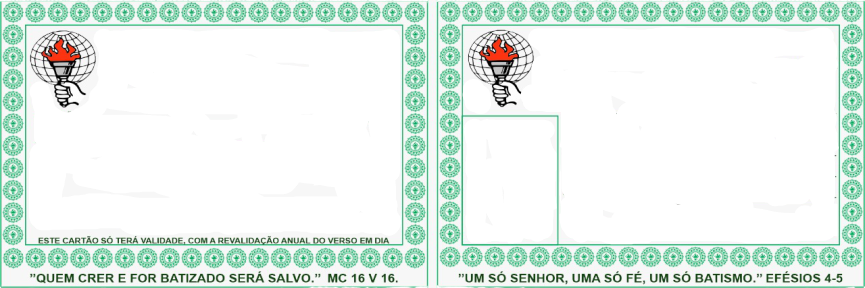 ESTE CARTÃO SÓ TERÁ VALIDADE, COM A REVALIDAÇÃO ANUAL DO VERSO EM DIA
"QUEM CRER E FOR BATIZADO SERÁ SALVO." MC 16 V 16.
"UM SÓ SENHOR, UMA SÓ FÉ, UM SÓ BATISMO." EFÉSIOS 4-5